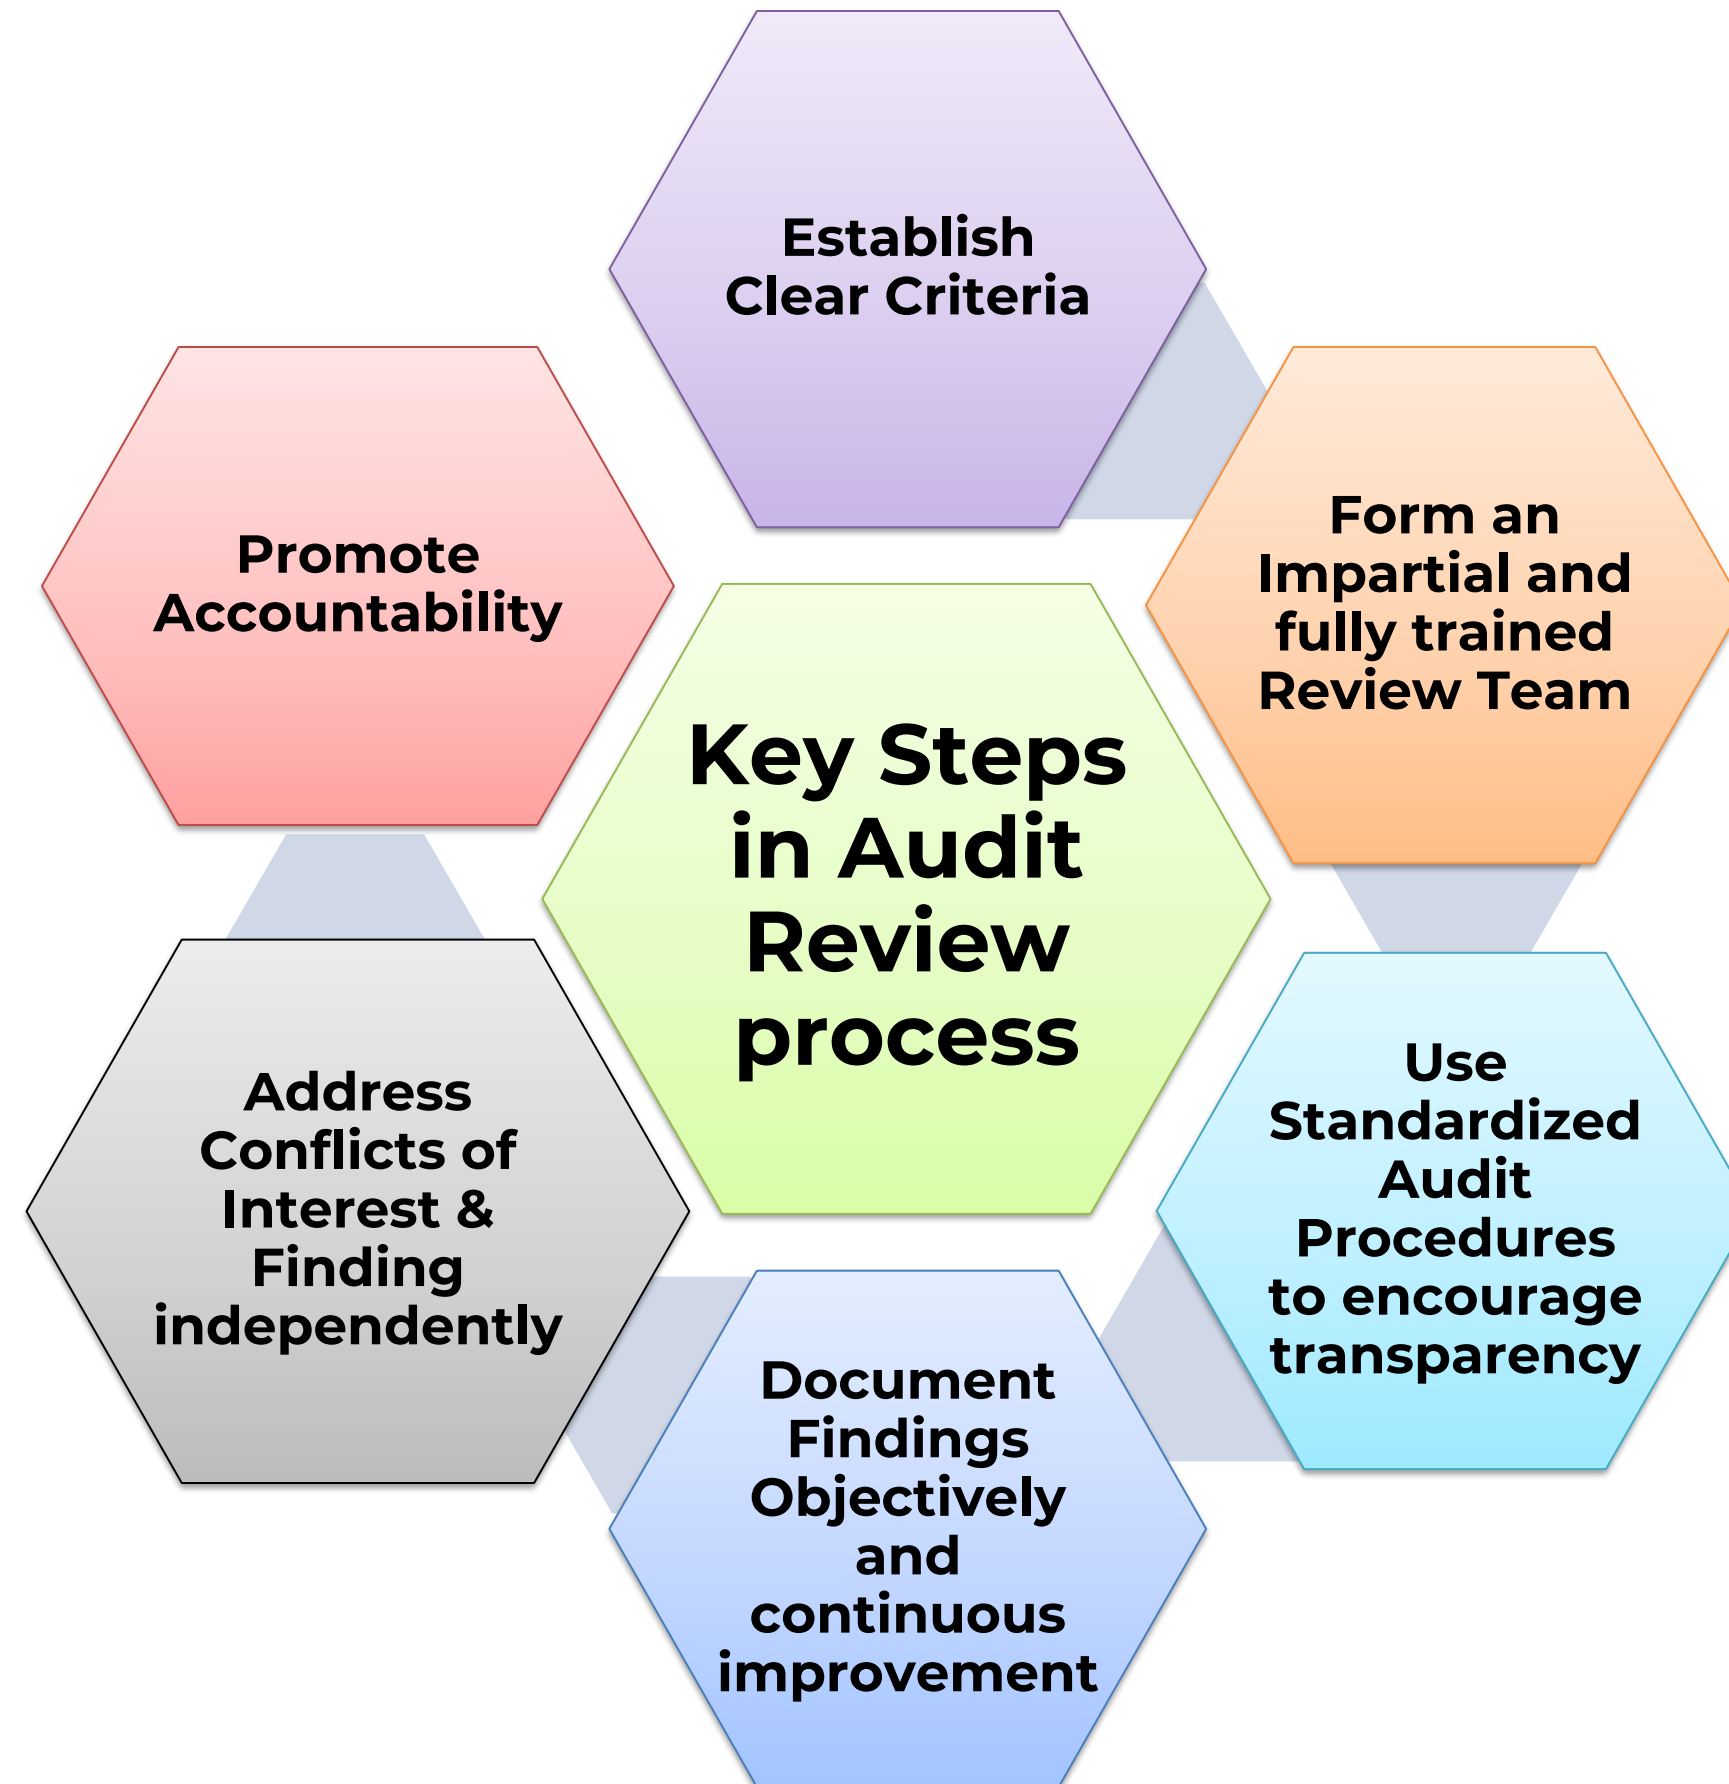 Establish
Clear Criteria
Form an
Impartial and
fully trained
Review Team
Use
Standardized
Audit
Procedures
to encourage
transparency
Document
Findings
Objectively
and
continuous
improvement
Address
Conflicts of
Interest &
Finding
independently
Promote
Accountability
Key Steps
in Audit
Review
process